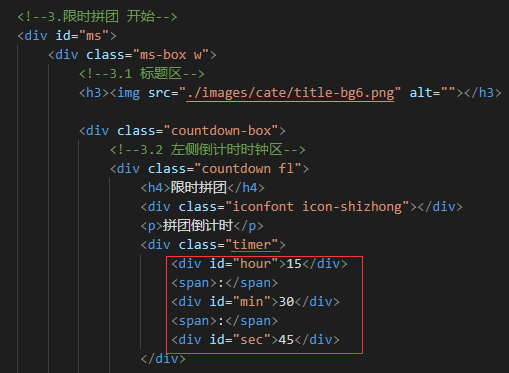 <!--3.限时拼团 开始-->
<div id="ms">
<div class="ms-box w">
<!--3.1 标题区-->
<h3><img src="./images/cate/title-bg6.png" alt=""></h3>
<div class="countdown-box">
<!--3.2 左侧倒计时时钟区-->
<div class="countdown fl">
<h4>限时拼团</h4>
<div class="iconfont icon-shizhong"></div>
<p>拼团倒计时</p>
<div class="timer">
<div id="hour">15</div>
<span>:</span>
<div id="min">30</div>
<span>:</span>
<div id="sec">45</div>
</div>